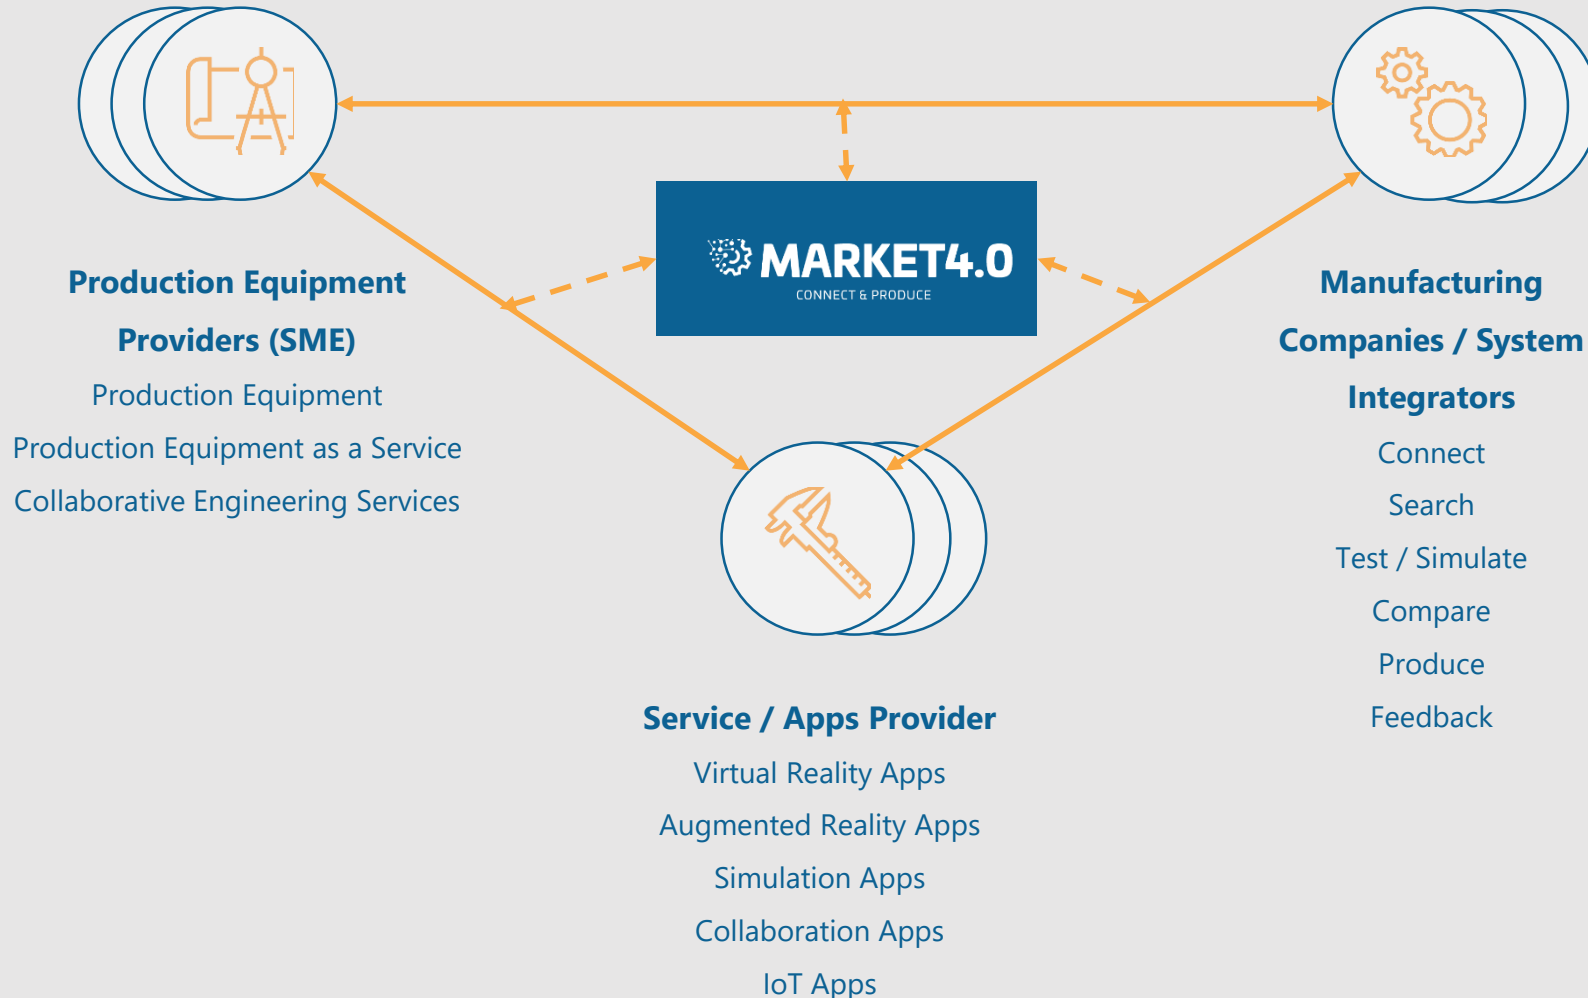 MARKET4.0
CONNECT & PRODUCE
Production Equipment
Providers (SME)
Production Equipment
Production Equipment as a Service
Collaborative Engineering Services
Manufacturing
Companies / System
Integrators
Connect
Search
Test / Simulate
Compare
Produce
Feedback
Service / Apps Provider
Virtual Reality Apps
Augmented Reality Apps
Simulation Apps
Collaboration Apps
IoT Apps